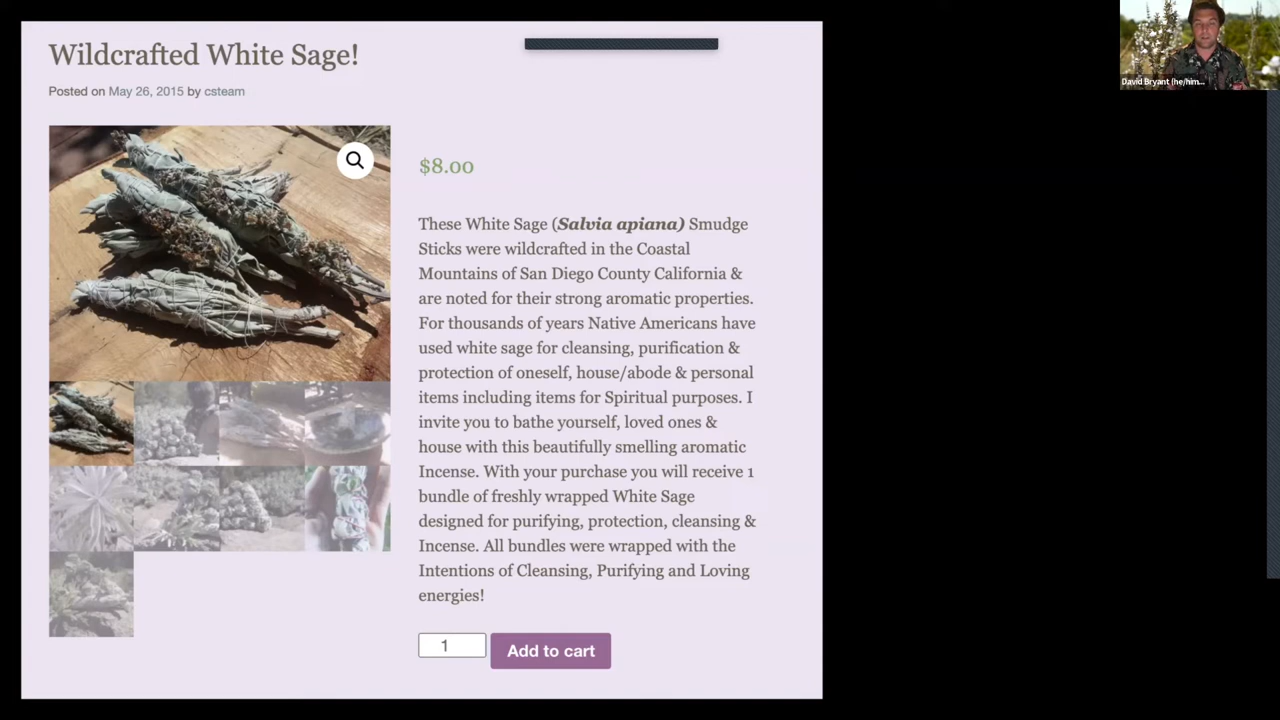 Wildcrafted White Sage!
Posted on May 26, 2015 by csteam
$8.00
These White Sage (Salvia apiana) Smudge
Sticks were wildcrafted in the Coastal
Mountains of San Diego County California &
are noted for their strong aromatic properties.
For thousands of years Native Americans have
used white sage for cleansing, purification &
protection of oneself, house/abode & personal
items including items for Spiritual purposes. I
invite you to bathe yourself, loved ones &
house with this beautifully smelling aromatic
Incense. With your purchase you will receive 1
bundle of freshly wrapped White Sage
designed for purifying, protection, cleansing &
Incense. All bundles were wrapped with the
Intentions of Cleansing, Purifying and Loving
energies!
1
Add to cart
David Bryant (he/him...